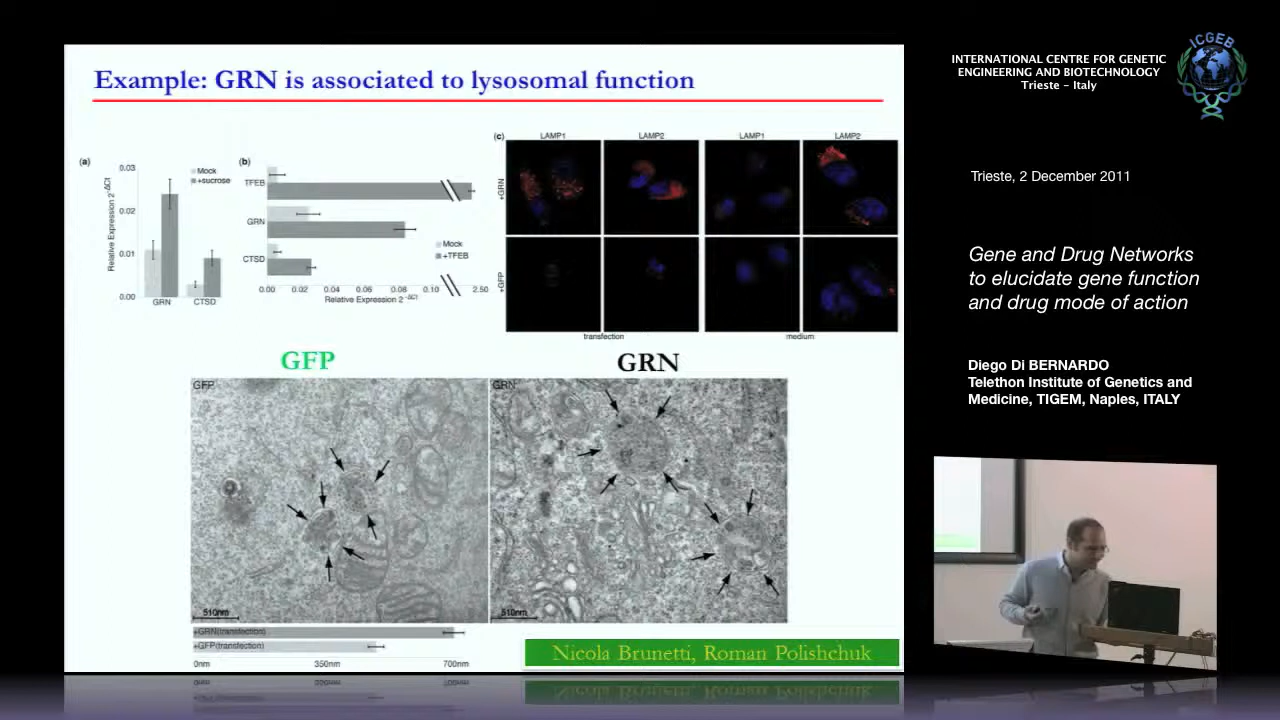 Example: GRN is associated to lysosomal function
(a)
Relative Expression 2^-ΔCt
0.03
0.02
0.01
0.00
Mock
+sucrose
GRN
CTSD
(b)
TFEB
GRN
CTSD
Mock
+TFEB
0.00
0.02
0.04
0.06
0.08
0.10
2.50
Relative Expression 2^-ΔCt
(c)
LAMP1
LAMP2
LAMP1
LAMP2
+GRN
+GFP
transfection
medium
GFP
GRN
GFP
GRN
510nm
510nm
+GRN(transfection)
+GFP(transfection)
0nm
350nm
700nm
Nicola Brunetti, Roman Polishchuk
INTERNATIONAL CENTRE FOR GENETIC
ENGINEERING AND BIOTECHNOLOGY
Trieste - Italy
ICGEB
Trieste, 2 December 2011
Gene and Drug Networks
to elucidate gene function
and drug mode of action
Diego Di BERNARDO
Telethon Institute of Genetics and
Medicine, TIGEM, Naples, ITALY